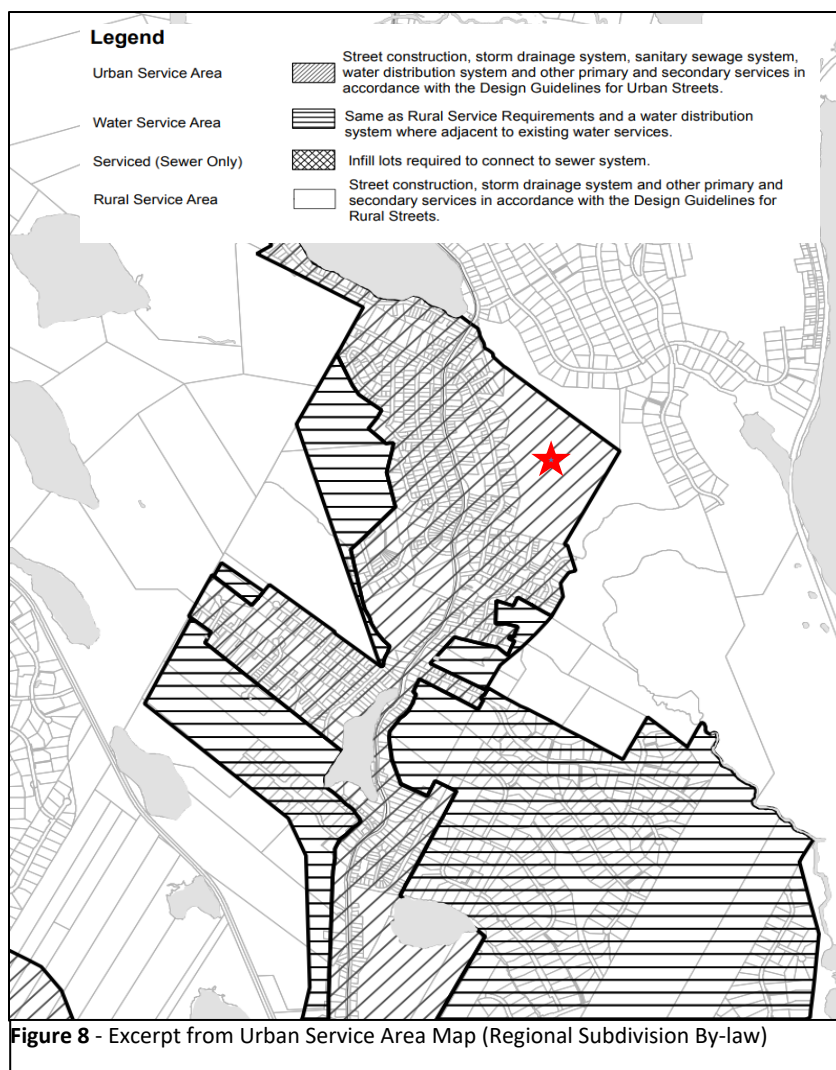 Legend
Urban Service Area
Street construction, storm drainage system, sanitary sewage system,
water distribution system and other primary and secondary services in
accordance with the Design Guidelines for Urban Streets.
Water Service Area
Same as Rural Service Requirements and a water distribution
system where adjacent to existing water services.
Serviced (Sewer Only)
Infill lots required to connect to sewer system.
Rural Service Area
Street construction, storm drainage system and other primary and
secondary services in accordance with the Design Guidelines for
Rural Streets.
Figure 8 - Excerpt from Urban Service Area Map (Regional Subdivision By-law)